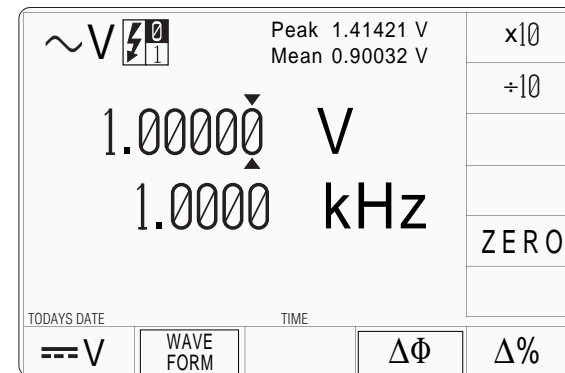 ∼V 0 1
Peak 1.41421 V
Mean 0.90032 V
x10
÷10
1.00000 V
1.0000 kHz
ZERO
TODAYS DATE TIME
V
WAVE
FORM
ΔΦ
Δ%